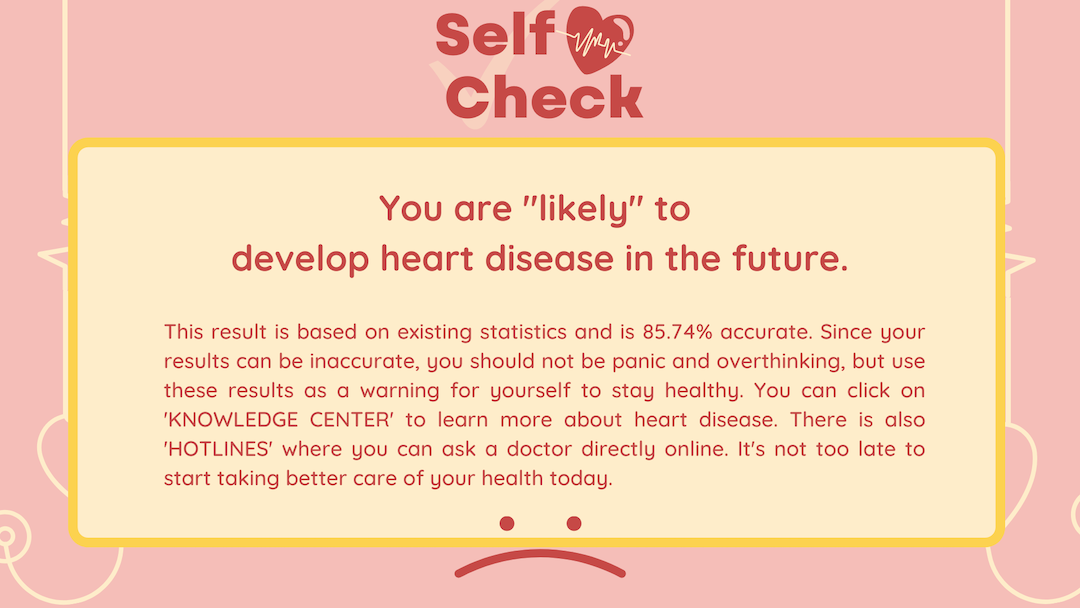 Self
Check
You are "likely" to
develop heart disease in the future.
This result is based on existing statistics and is 85.74% accurate. Since your
results can be inaccurate, you should not be panic and overthinking, but use
these results as a warning for yourself to stay healthy. You can click on
'KNOWLEDGE CENTER' to learn more about heart disease. There is also
'HOTLINES' where you can ask a doctor directly online. It's not too late to
start taking better care of your health today.